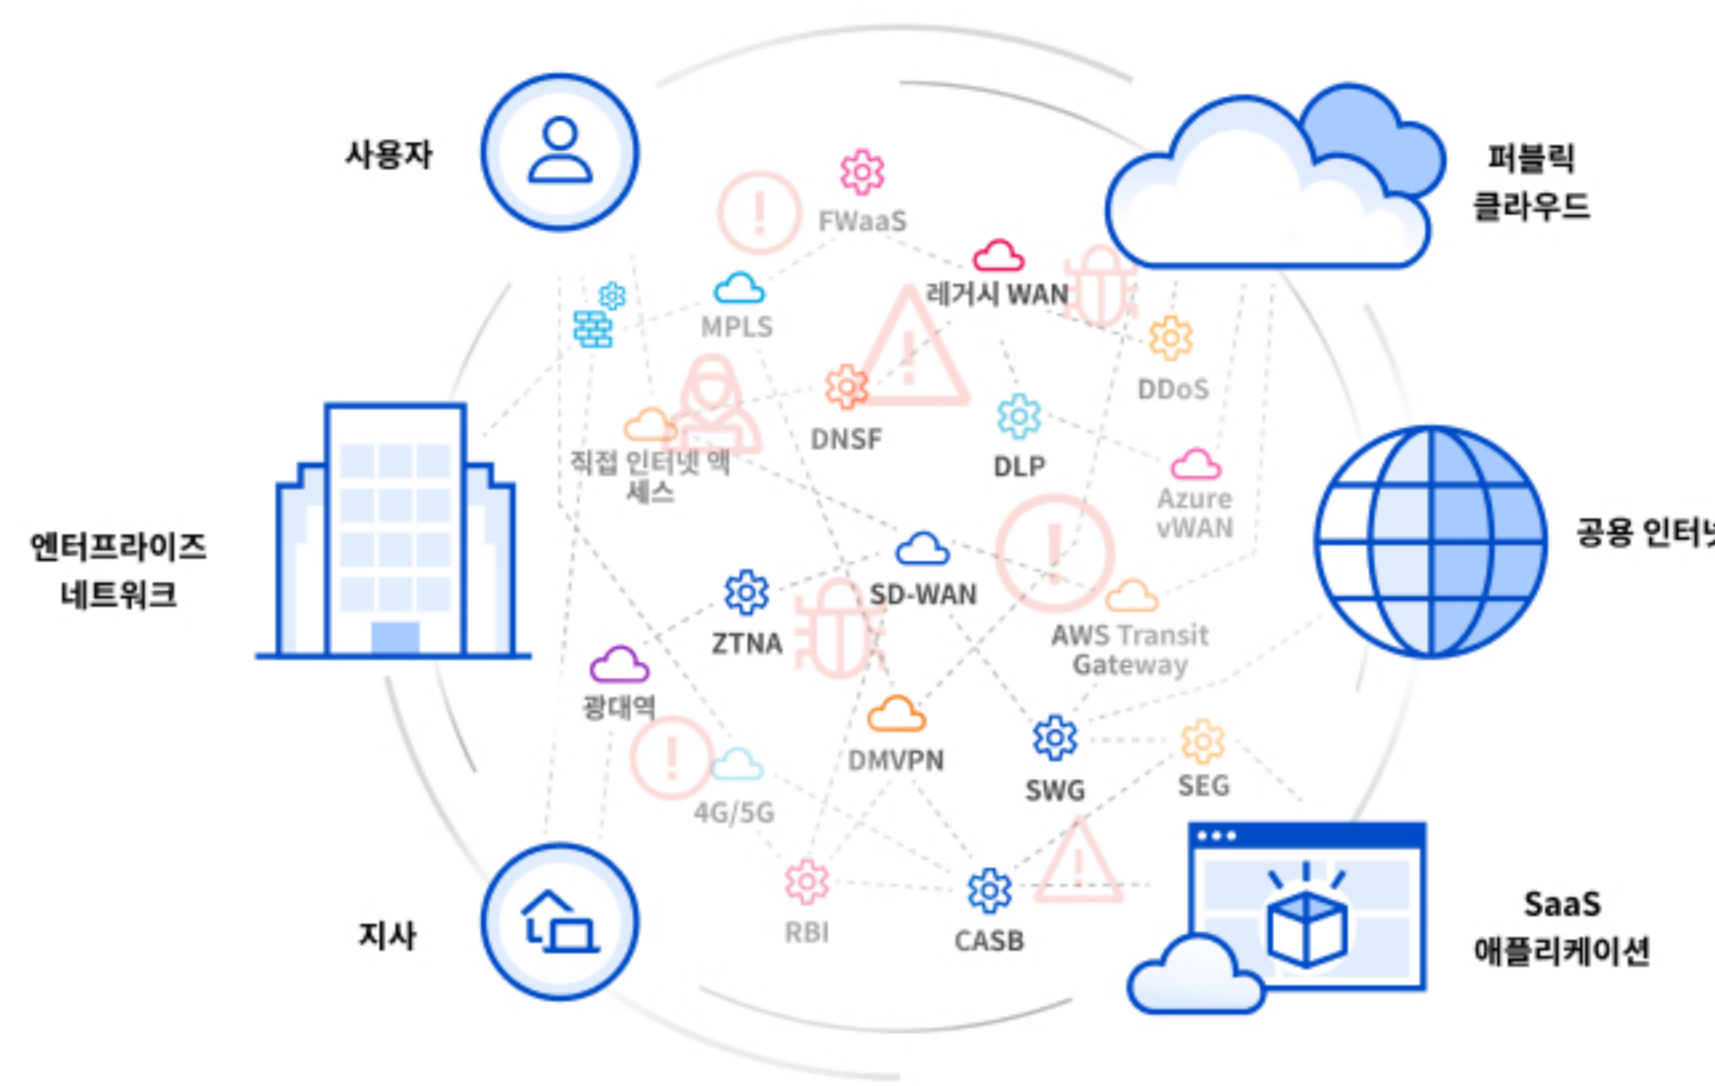 사용자
퍼블릭
클라우드
FWaaS
레거시 WAN
MPLS
DDoS
DNSF
DLP
직접 인터넷 액
세스
Azure
vWAN
엔터프라이즈
네트워크
공용
SD-WAN
ZTNA
AWS Transit
Gateway
광대역
DMVPN
SWG
SEG
4G/5G
RBI
CASB
지사
SaaS
애플리케이션